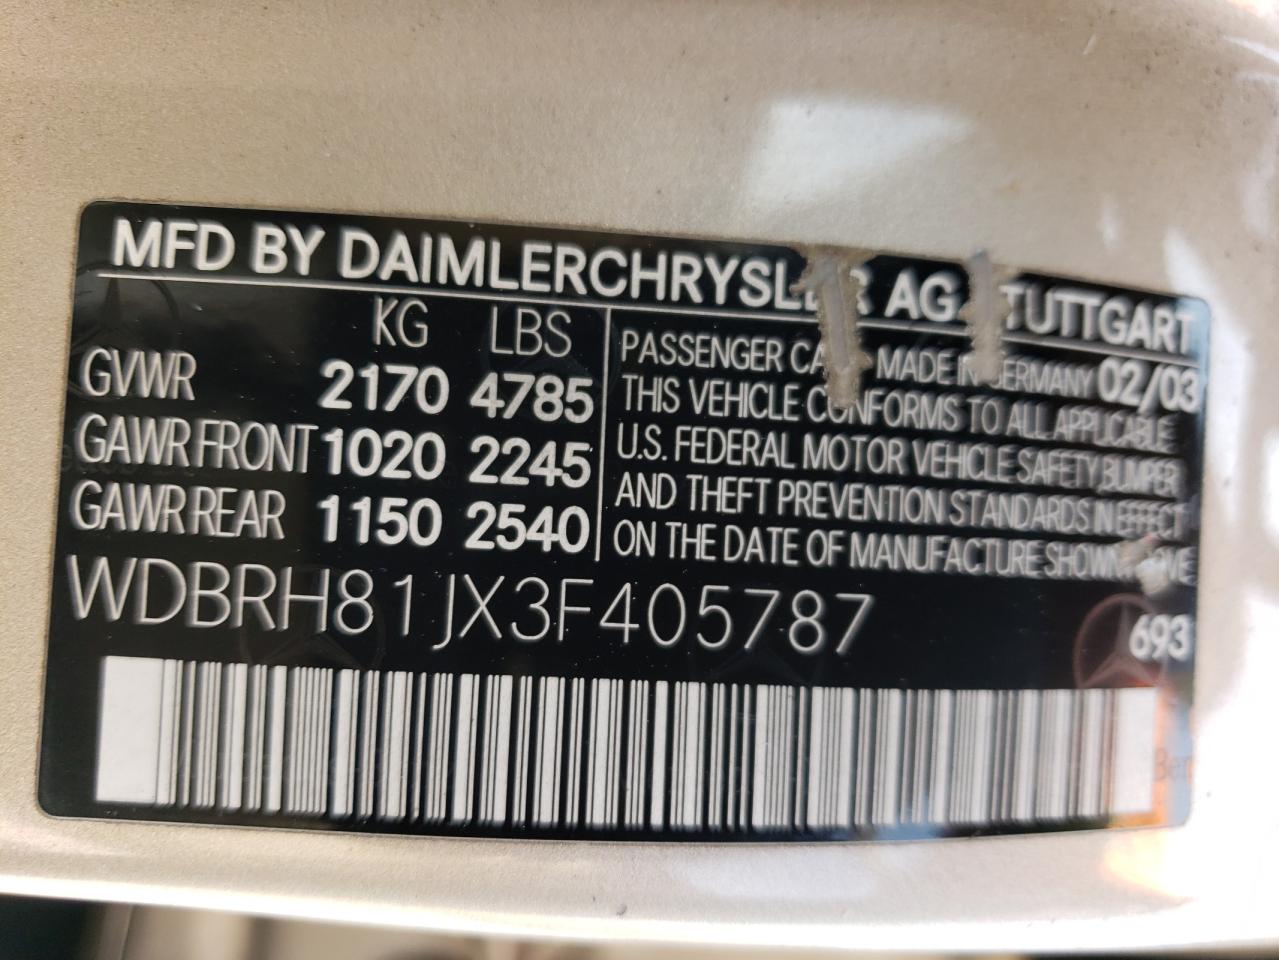 MFD BY DAIMLERCHRYSLER AG STUTTGART
KG LBS
GVWR 2170 4785
GAWR FRONT 1020 2245
GAWR REAR 1150 2540
PASSENGER CAR MADE IN GERMANY 02/03
THIS VEHICLE CONFORMS TO ALL APPLICABLE
U.S. FEDERAL MOTOR VEHICLE SAFETY, BUMPER
AND THEFT PREVENTION STANDARDS IN EFFECT
ON THE DATE OF MANUFACTURE SHOWN
WDBRH81JX3F405787
693